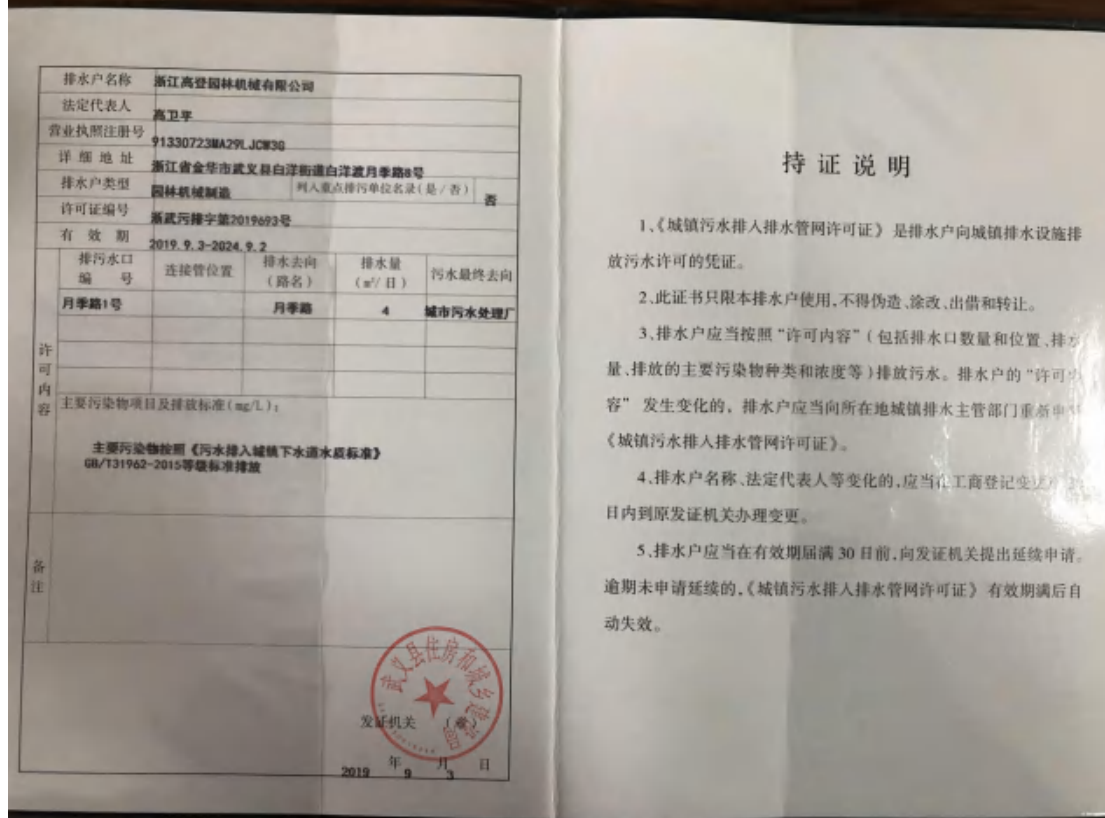 排水户名称 浙江高登园林机械有限公司
法定代表人 高卫平
营业执照注册号 91330723MA29LJCW3G
详细地址 浙江省金华市武义县白洋街道白洋渡月季路8号
排水户类型 园林机械制造 列入重点排污单位名录(是/否) 否
许可证编号 浙武污排字第2019693号
有效期 2019.9.3-2024.9.2
许可内容
排污水口编号 连接管位置 排水去向(路名) 排水量(m³/日) 污水最终去向
月季路1号 月季路 4 城市污水处理厂
主要污染物项目及排放标准(mg/L):
主要污染物按照《污水排入城镇下水道水质标准》
GB/T31962-2015等级标准排放
备注
武义县住房和城乡建设局
发证机关 (章)
2019 年 9 月 3 日
持证说明
1、《城镇污水排入排水管网许可证》是排水户向城镇排水设施排
放污水许可的凭证。
2、此证书只限本排水户使用,不得伪造、涂改、出借和转让。
3、排水户应当按照“许可内容”(包括排水口数量和位置、排水
量、排放的主要污染物种类和浓度等)排放污水。排水户的“许可内
容”发生变化的,排水户应当向所在地城镇排水主管部门重新申
《城镇污水排入排水管网许可证》。
4、排水户名称、法定代表人等变化的,应当在工商登记变
日内到原发证机关办理变更。
5、排水户应当在有效期届满 30 日前,向发证机关提出延续申请。
逾期未申请延续的,《城镇污水排入排水管网许可证》有效期满后自
动失效。